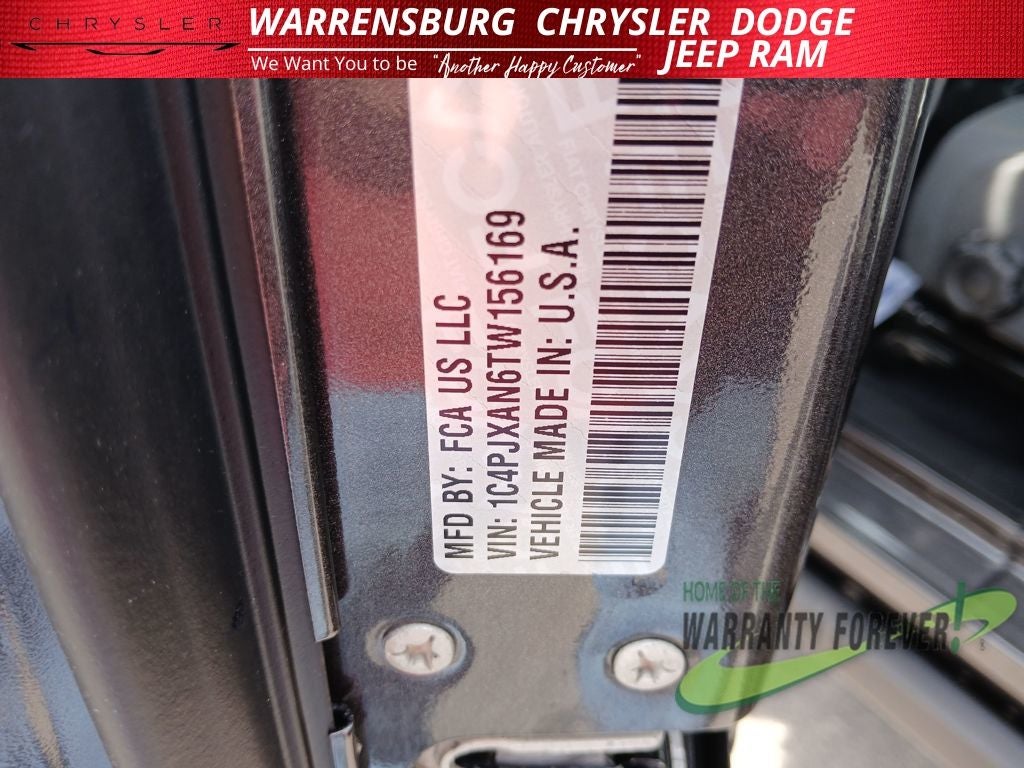 CHRYSLER
WARRENSBURG CHRYSLER DODGE
JEEP RAM
We Want You to be "Another Happy Customer"
MFD BY: FCA US LLC
VIN: 1C4PJXAN6TW156169
VEHICLE MADE IN: U.S.A.
HOME OF THE
WARRANTY FOREVER!